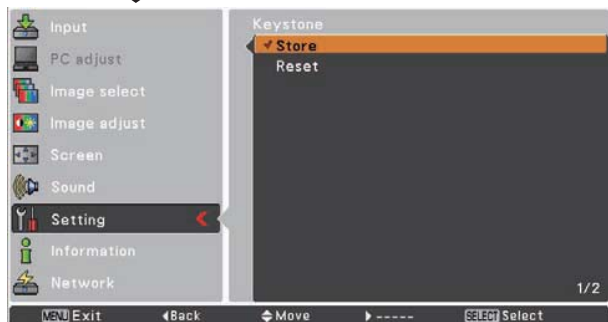 Input
PC adjust
Image select
Image adjust
Screen
Sound
Setting
Information
Network
Keystone
Store
Reset
1/2
MENU Exit ◀Back Move ▶----- SELECT Select